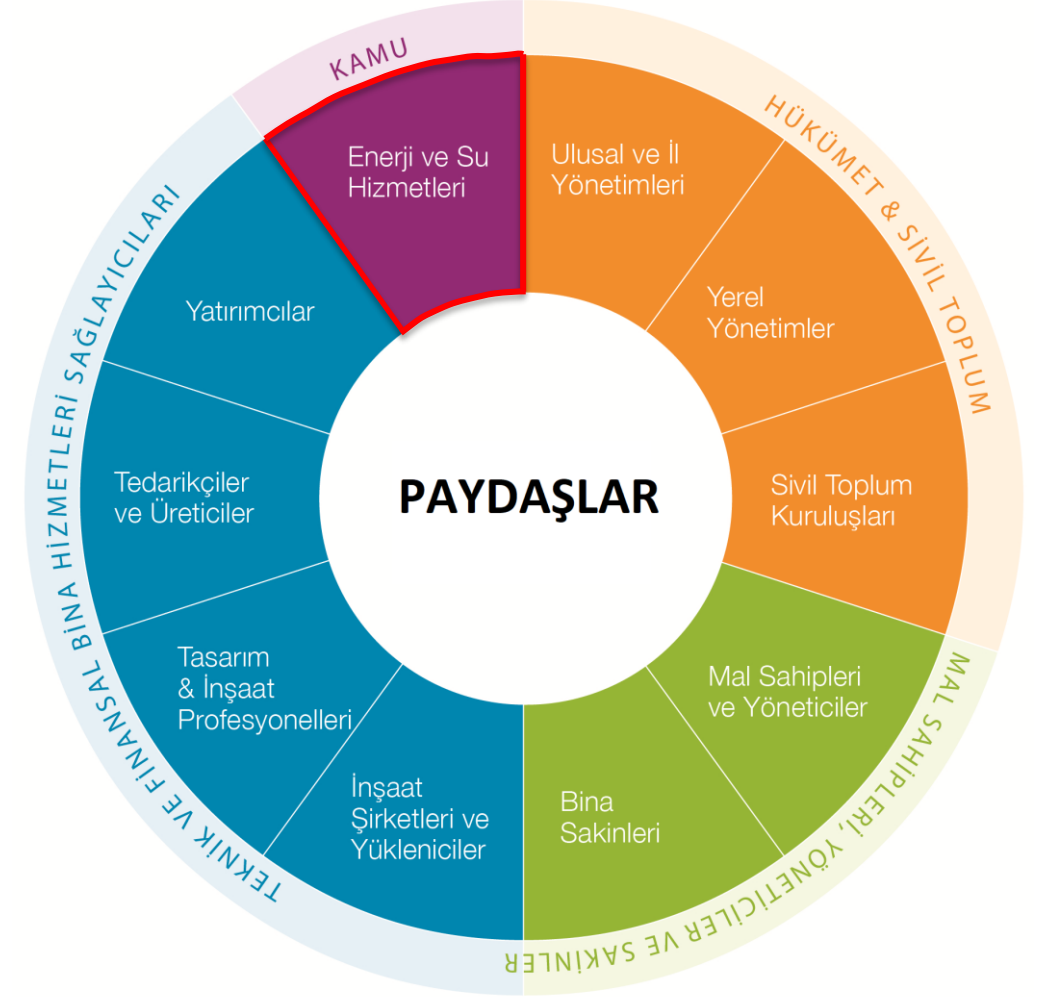 KAMU
Enerji ve Su
Hizmetleri
HÜKÜMET & SİVİL TOPLUM
Ulusal ve İl
Yönetimleri
Yerel
Yönetimler
Sivil Toplum
Kuruluşları
MAL SAHİPLERİ, YÖNETİCİLER VE SAKİNLER
Mal Sahipleri
ve Yöneticiler
Bina
Sakinleri
TEKNİK VE FİNANSAL BİNA HİZMETLERİ SAĞLAYICILARI
İnşaat
Şirketleri ve
Yükleniciler
Tasarım
& İnşaat
Profesyonelleri
Tedarikçiler
ve Üreticiler
Yatırımcılar
PAYDAŞLAR